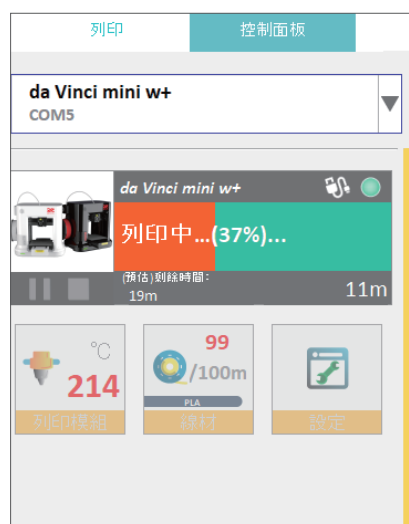 列印
控制面板
da Vinci mini w+
COM5
da Vinci mini w+
列印中...(37%)...
(預估)剩餘時間:
19m
11m
℃
214
列印模組
99
/100m
PLA
線材
設定